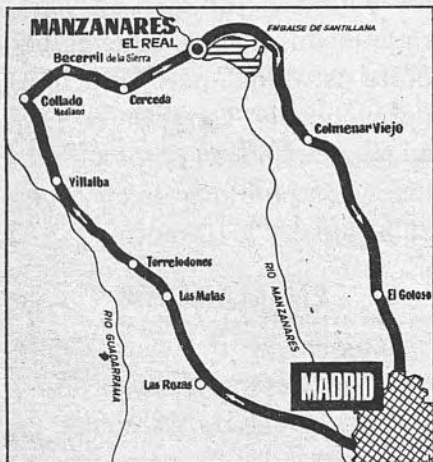 MANZANARES
EL REAL
EMBALSE DE SANTILLANA
Becerril de la Sierra
Cerceda
Collado
Mediano
Colmenar Viejo
Villalba
Torrelodones
RIO MANZANARES
Las Matas
El Goloso
RIO GUADARRAMA
Las Rozas
MADRID